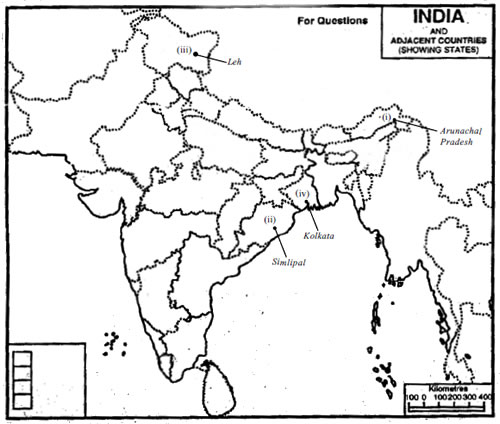 For Questions
INDIA
AND
ADJACENT COUNTRIES
(SHOWING STATES)
(iii)
Leh
(i)
Arunachal
Pradesh
(iv)
(ii)
Kolkata
Simlipal
Kilometres
100 0 100 200 300 400